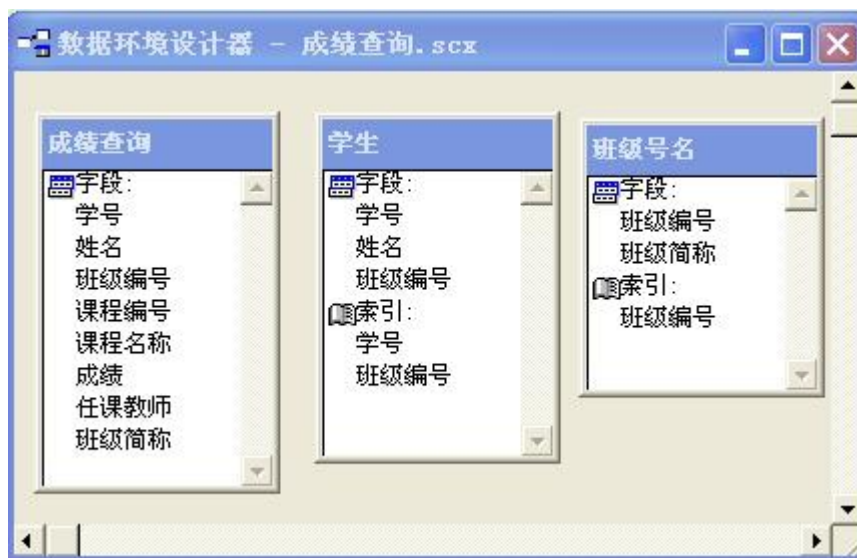 数据环境设计器 - 成绩查询.scx
成绩查询
字段:
学号
姓名
班级编号
课程编号
课程名称
成绩
任课教师
班级简称
学生
字段:
学号
姓名
班级编号
索引:
学号
班级编号
班级号名
字段:
班级编号
班级简称
索引:
班级编号